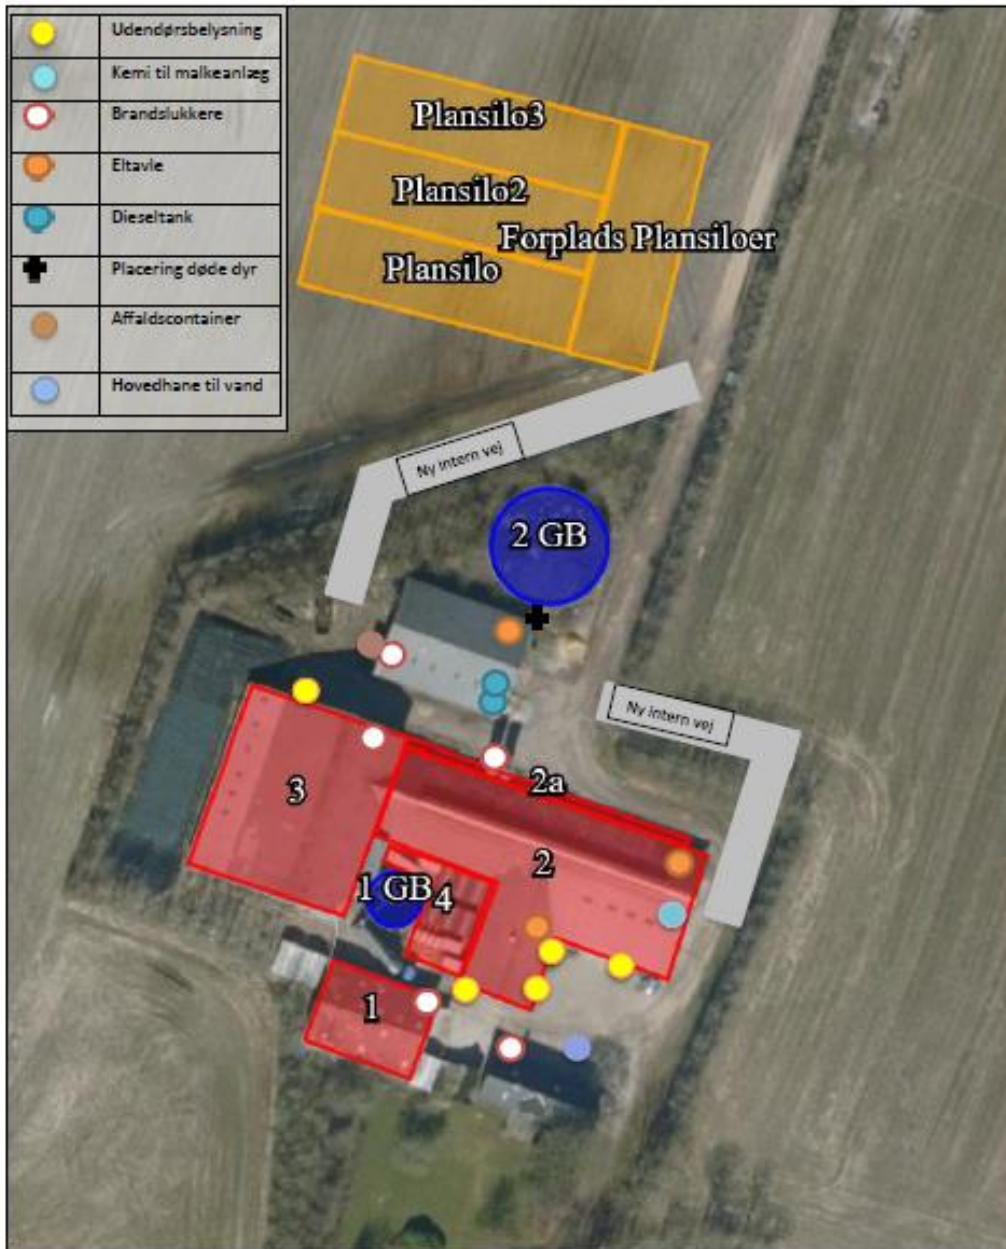 Udendørsbelysning
Kemi til malkeanlæg
Brandslukkere
Eltavle
Dieseltank
Placering døde dyr
Affaldscontainer
Hovedhane til vand
Plansilo3
Plansilo2
Forplads Plansiloer
Plansilo
Ny intern vej
2 GB
Ny intern vej
2a
3
2
1 GB
4
1